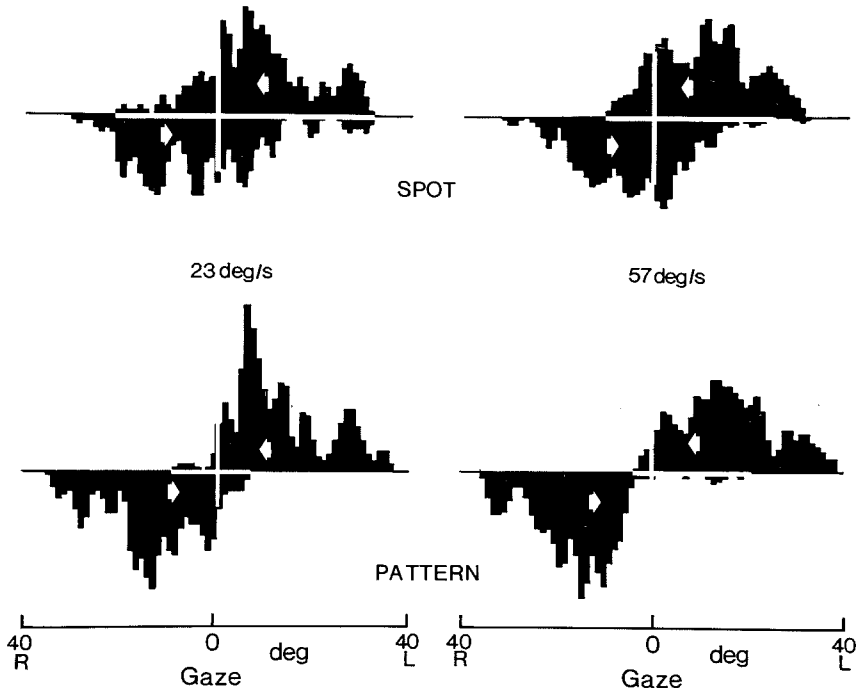 SPOT
23 deg/s 57 deg/s
PATTERN
40 0 deg 40 40 0 deg 40
R L R L
Gaze Gaze